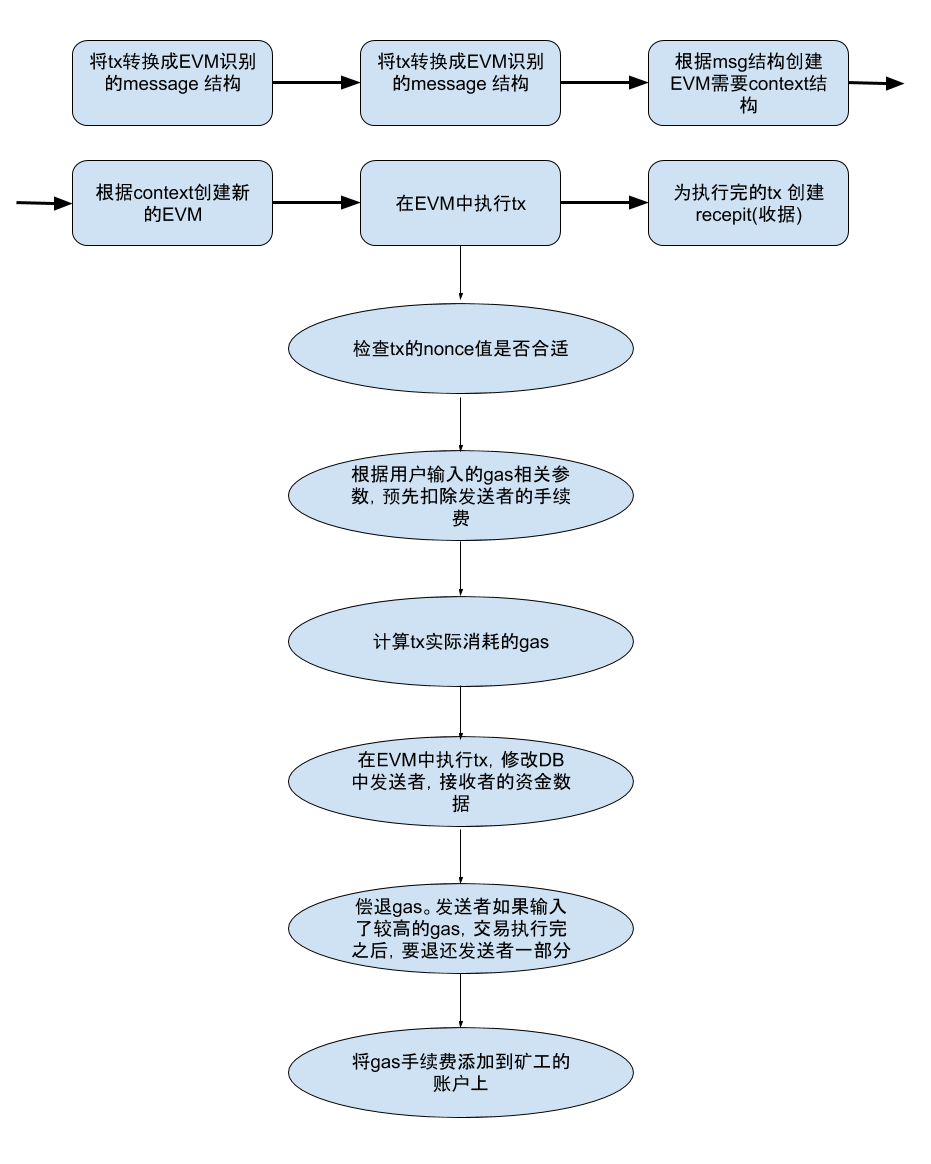 将tx转换成EVM识别
的message 结构
将tx转换成EVM识别
的message 结构
根据msg结构创建
EVM需要context结
构
根据context创建新
的EVM
在EVM中执行tx
为执行完的tx 创建
recepit(收据)
检查tx的nonce值是否合适
根据用户输入的gas相关参
数, 预先扣除发送者的手续
费
计算tx实际消耗的gas
在EVM中执行tx, 修改DB
中发送者, 接收者的资金数
据
偿退gas。发送者如果输入
了较高的gas, 交易执行完
之后, 要退还发送者一部分
将gas手续费添加到矿工的
账户上